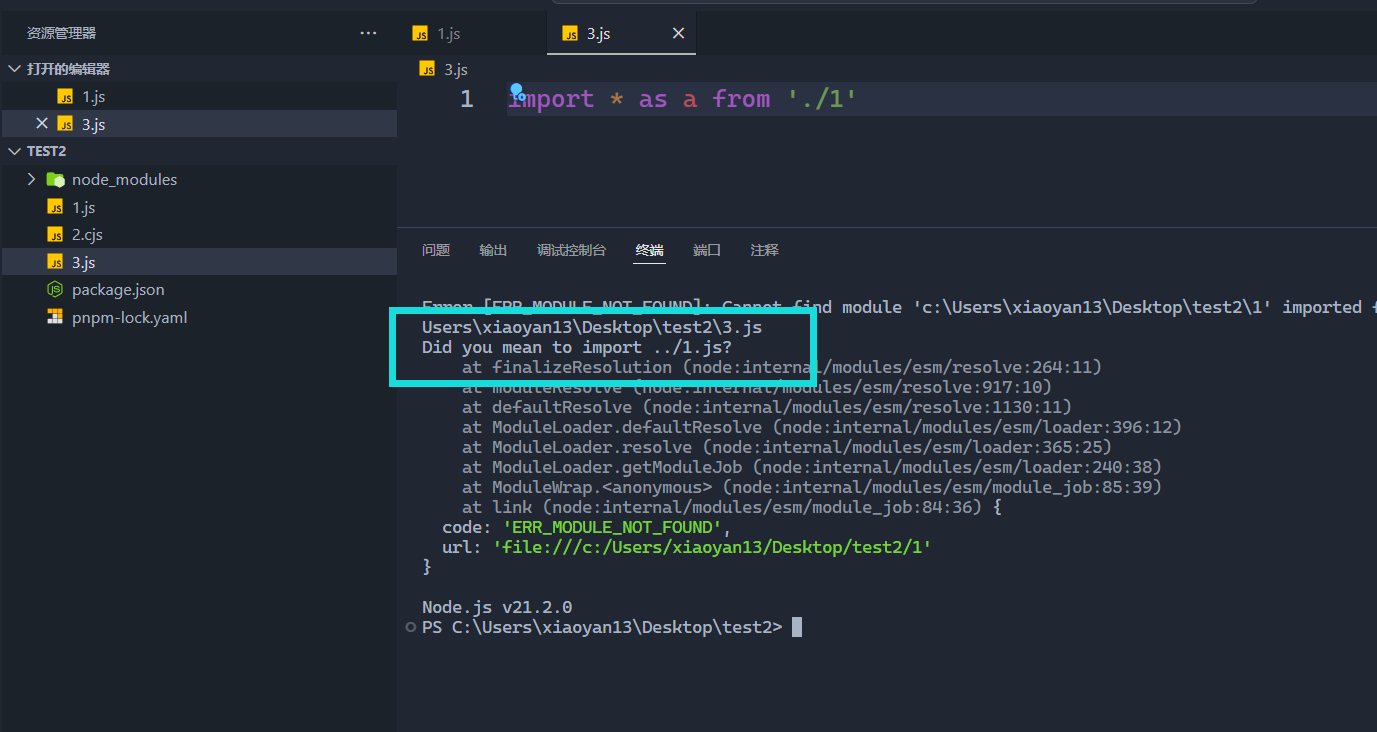 资源管理器
···
打开的编辑器
JS 1.js
JS 3.js
TEST2
node_modules
JS 1.js
JS 2.cjs
JS 3.js
package.json
pnpm-lock.yaml
JS 1.js
JS 3.js
JS 3.js
1 import * as a from './1'
问题 输出 调试控制台 终端 端口 注释
Error [ERR_MODULE_NOT_FOUND]: Cannot find module 'c:\Users\xiaoyan13\Desktop\test2\1' imported
Users\xiaoyan13\Desktop\test2\3.js
Did you mean to import ../1.js?
at finalizeResolution (node:internal/modules/esm/resolve:264:11)
at moduleResolve (node:internal/modules/esm/resolve:917:10)
at defaultResolve (node:internal/modules/esm/resolve:1130:11)
at ModuleLoader.defaultResolve (node:internal/modules/esm/loader:396:12)
at ModuleLoader.resolve (node:internal/modules/esm/loader:365:25)
at ModuleLoader.getModuleJob (node:internal/modules/esm/loader:240:38)
at ModuleWrap.<anonymous> (node:internal/modules/esm/module_job:85:39)
at link (node:internal/modules/esm/module_job:84:36) {
code: 'ERR_MODULE_NOT_FOUND',
url: 'file:///c:/Users/xiaoyan13/Desktop/test2/1'
}
Node.js v21.2.0
PS C:\Users\xiaoyan13\Desktop\test2>